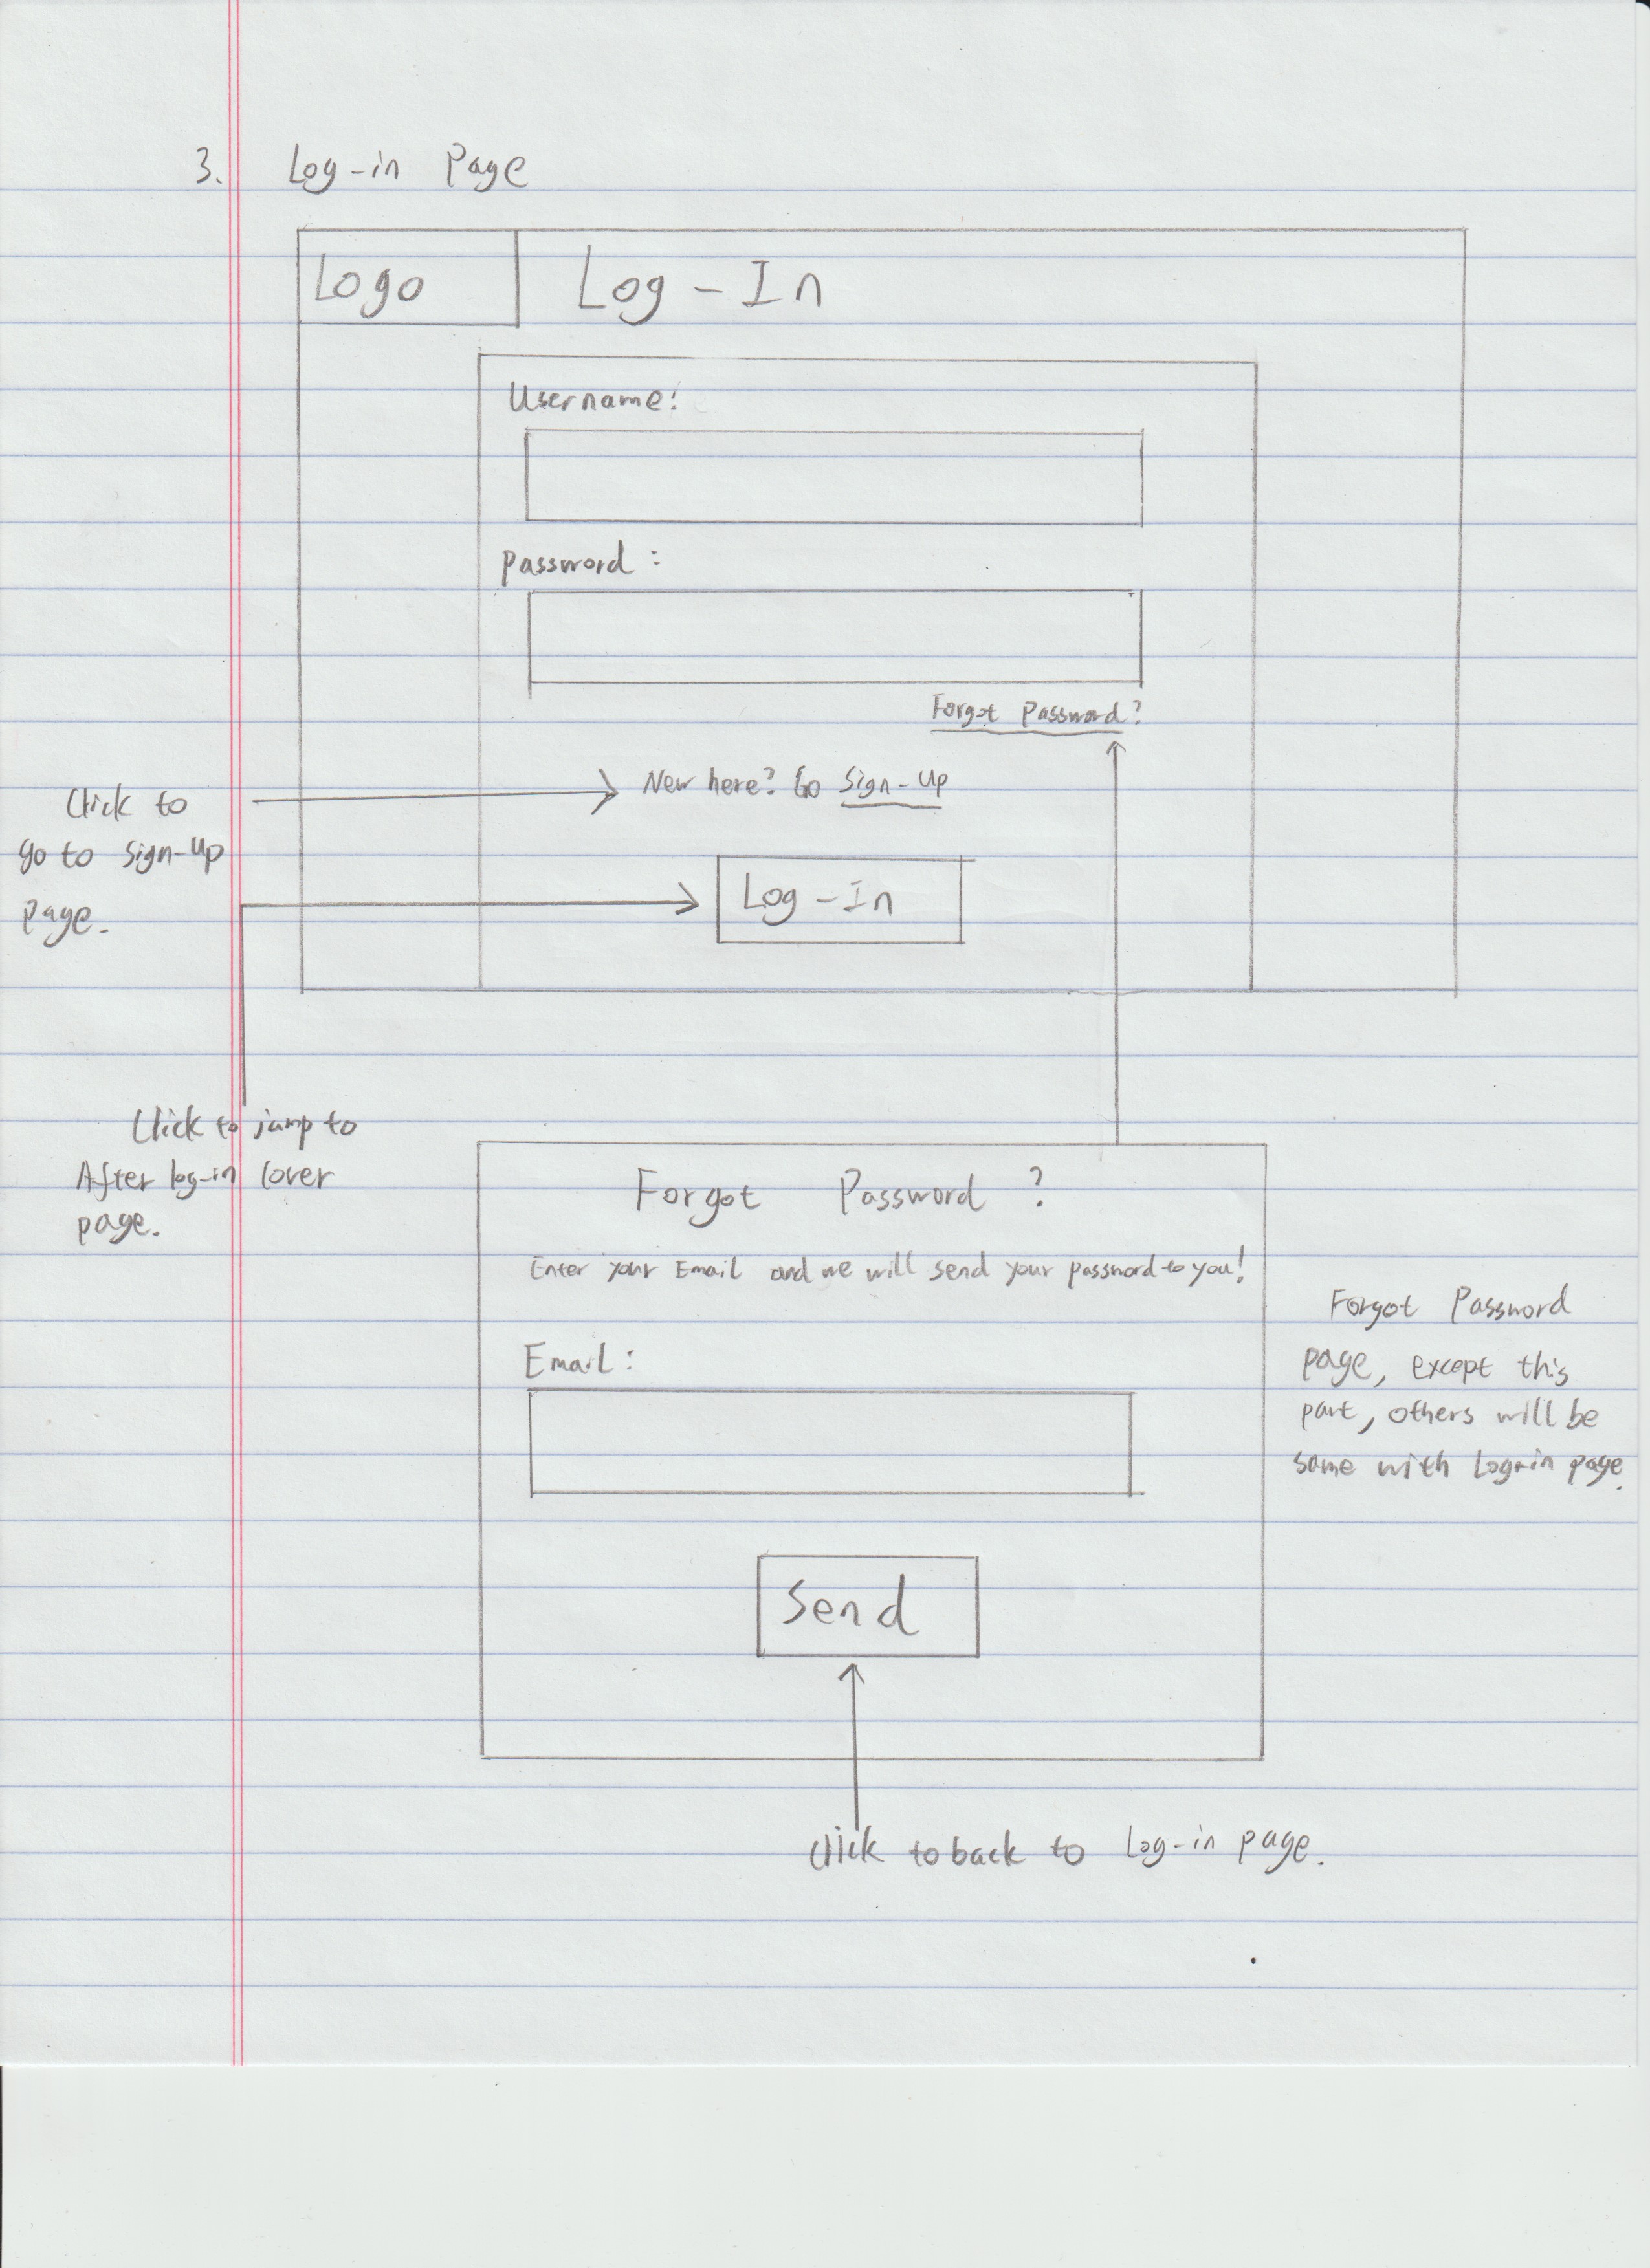 3. Log-in Page
Logo
Log-In
Username:
Password:
Forgot Password?
New here? Go Sign-Up
Click to
go to sign-up
page.
Log-In
Click to jump to
After log-in cover
page.
Forgot Password ?
Enter your Email and we will send your password to you!
Email:
Forgot Password
page, except this
part, others will be
same with Log-in page.
Send
Click to back to Log-in page.